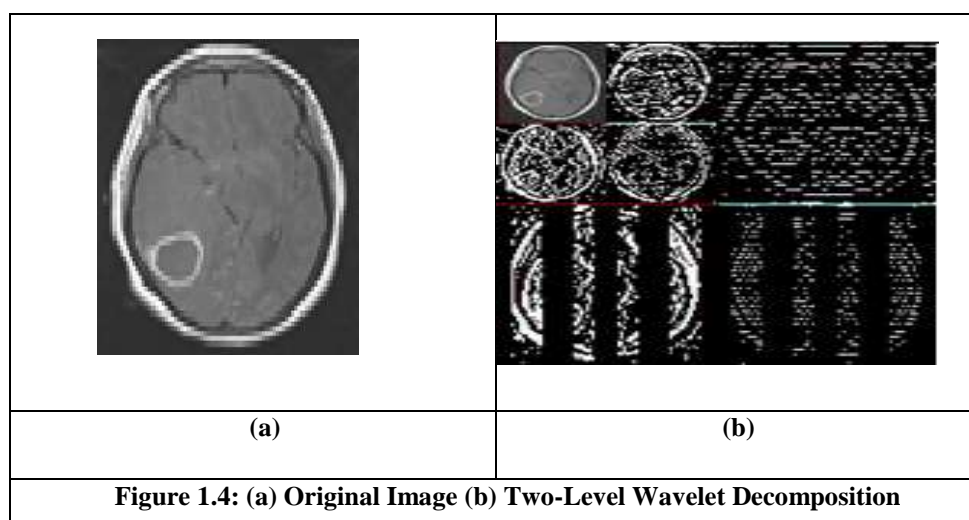 (a)
(b)
Figure 1.4: (a) Original Image (b) Two-Level Wavelet Decomposition